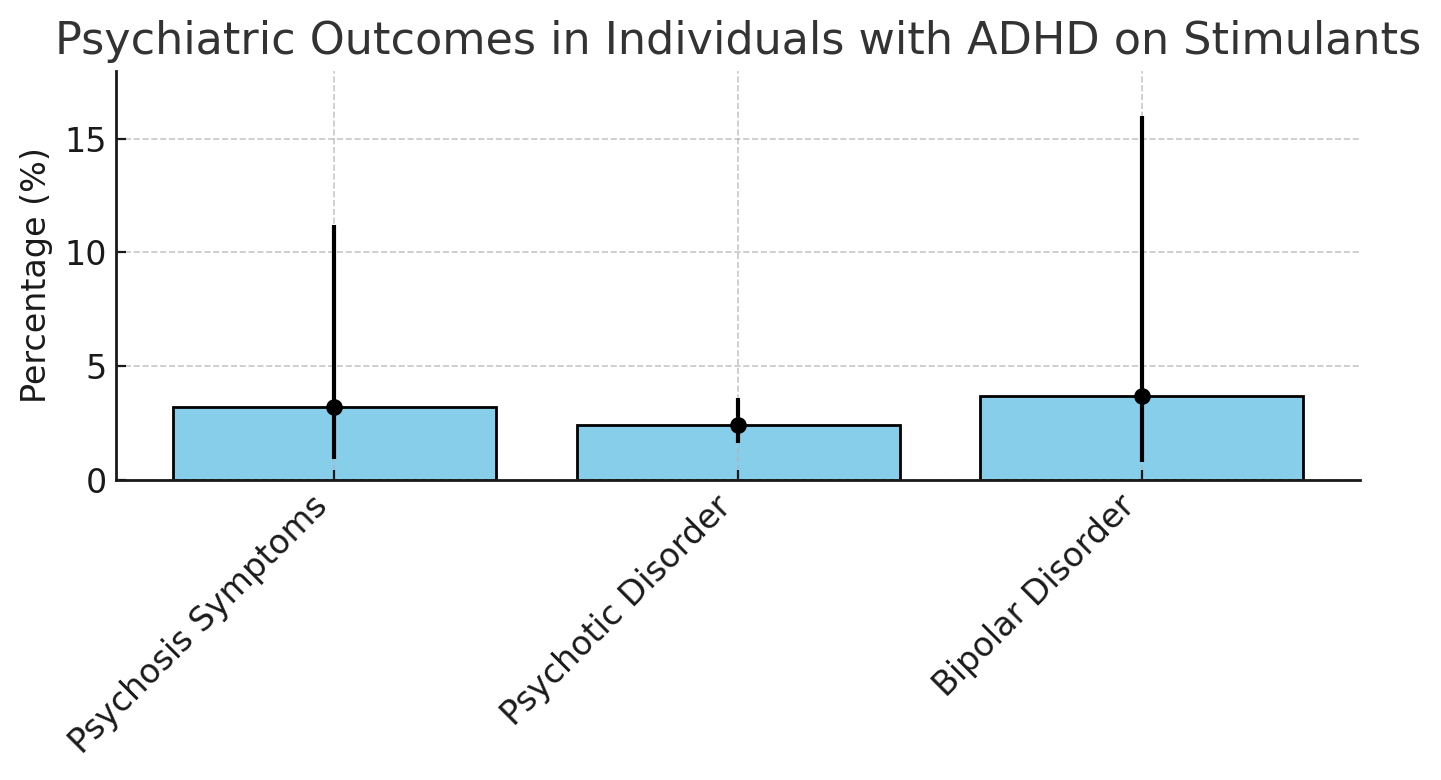 Psychiatric Outcomes in Individuals with ADHD on Stimulants
Percentage (%)
15
10
5
0
Psychosis Symptoms
Psychotic Disorder
Bipolar Disorder